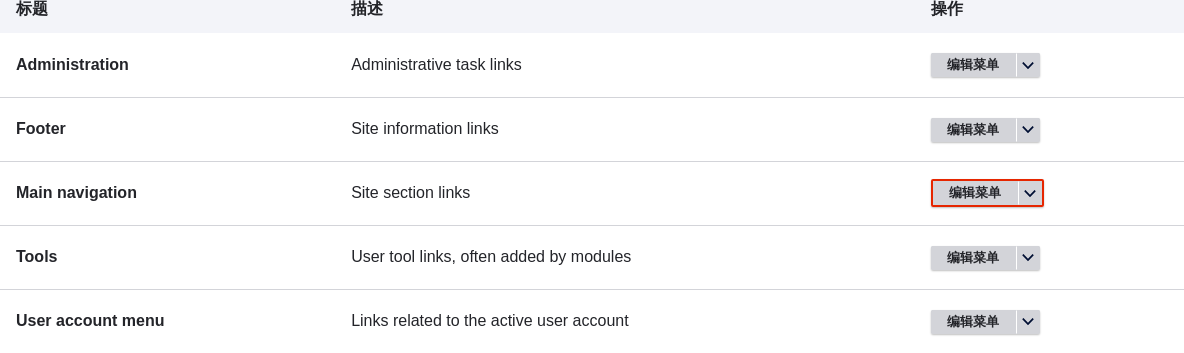 标题 描述 操作
Administration Administrative task links 编辑菜单
Footer Site information links 编辑菜单
Main navigation Site section links 编辑菜单
Tools User tool links, often added by modules 编辑菜单
User account menu Links related to the active user account 编辑菜单